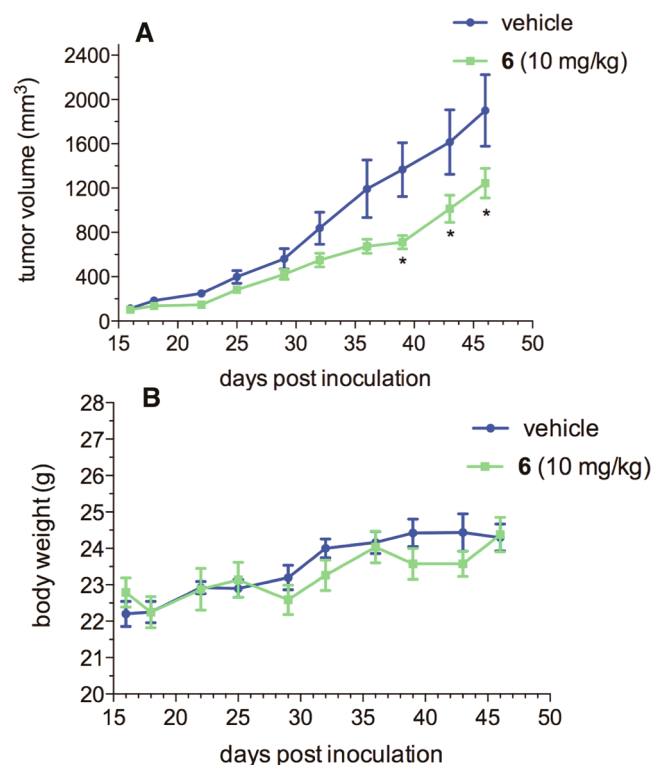 A
vehicle
6 (10 mg/kg)
tumor volume (mm³)
2400
2000
1600
1200
800
400
0
*
*
*
15 20 25 30 35 40 45 50
days post inoculation
B
vehicle
6 (10 mg/kg)
body weight (g)
28
27
26
25
24
23
22
21
20
15 20 25 30 35 40 45 50
days post inoculation